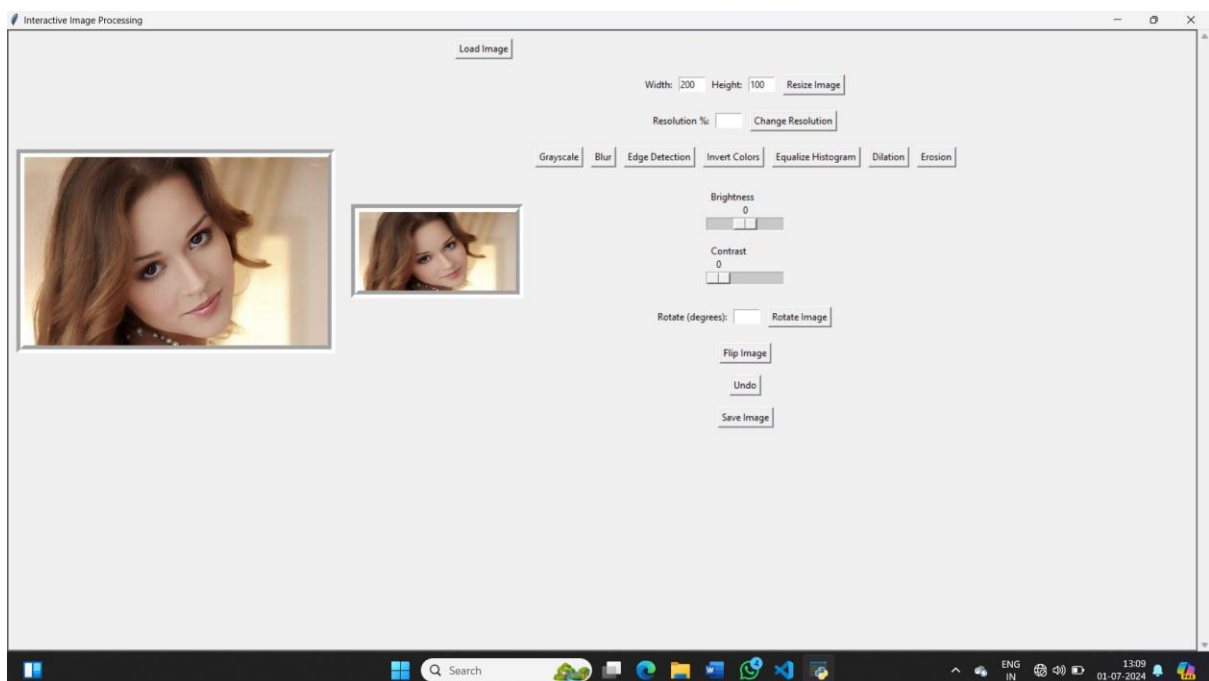 Interactive Image Processing
Load Image
Width: 200 Height: 100 Resize Image
Resolution %: Change Resolution
Grayscale Blur Edge Detection Invert Colors Equalize Histogram Dilation Erosion
Brightness
0
Contrast
0
Rotate (degrees): Rotate Image
Flip Image
Undo
Save Image
Search
4
ENG
IN
13:09
01-07-2024